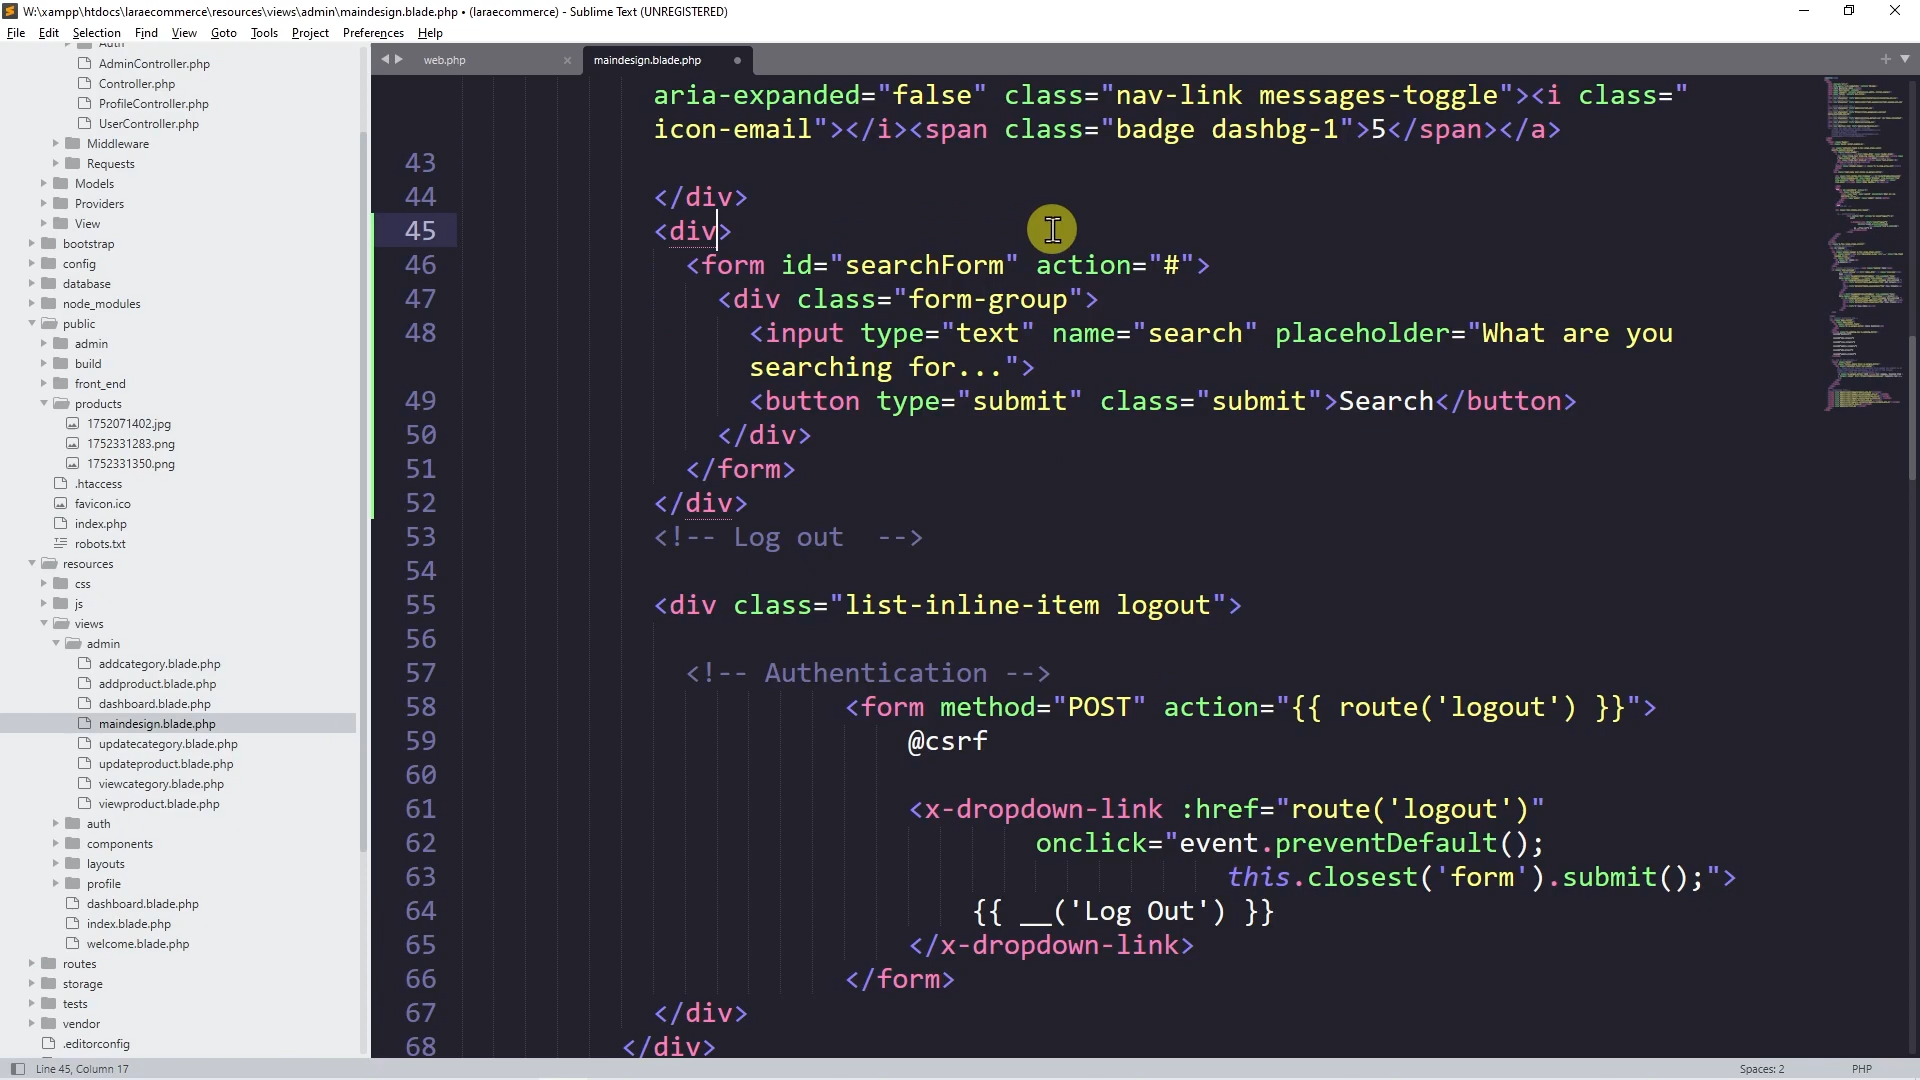 W:\xampp\htdocs\laraecommerce\resources\views\admin\maindesign.blade.php • (laraecommerce) - Sublime Text (UNREGISTERED)
File Edit Selection Find View Goto Tools Project Preferences Help
Auth
AdminController.php
Controller.php
ProfileController.php
UserController.php
Middleware
Requests
Models
Providers
View
bootstrap
config
database
node_modules
public
admin
build
front_end
products
1752071402.jpg
1752331283.png
1752331350.png
.htaccess
favicon.ico
index.php
robots.txt
resources
css
js
views
admin
addcategory.blade.php
addproduct.blade.php
dashboard.blade.php
maindesign.blade.php
updatecategory.blade.php
updateproduct.blade.php
viewcategory.blade.php
viewproduct.blade.php
auth
components
layouts
profile
dashboard.blade.php
index.blade.php
welcome.blade.php
routes
storage
tests
vendor
.editorconfig
web.php
maindesign.blade.php
aria-expanded="false" class="nav-link messages-toggle"><i class="
icon-email"></i><span class="badge dashbg-1">5</span></a>
43
44 </div>
45 <div>
46 <form id="searchForm" action="#">
47 <div class="form-group">
48 <input type="text" name="search" placeholder="What are you
searching for...">
49 <button type="submit" class="submit">Search</button>
50 </div>
51 </form>
52 </div>
53 <!-- Log out  -->
54
55 <div class="list-inline-item logout">
56
57 <!-- Authentication -->
58 <form method="POST" action="{{ route('logout') }}">
59 @csrf
60
61 <x-dropdown-link :href="route('logout')"
62 onclick="event.preventDefault();
63 this.closest('form').submit();">
64 {{ __('Log Out') }}
65 </x-dropdown-link>
66 </form>
67 </div>
68 </div>
Line 45, Column 17
Spaces: 2
PHP